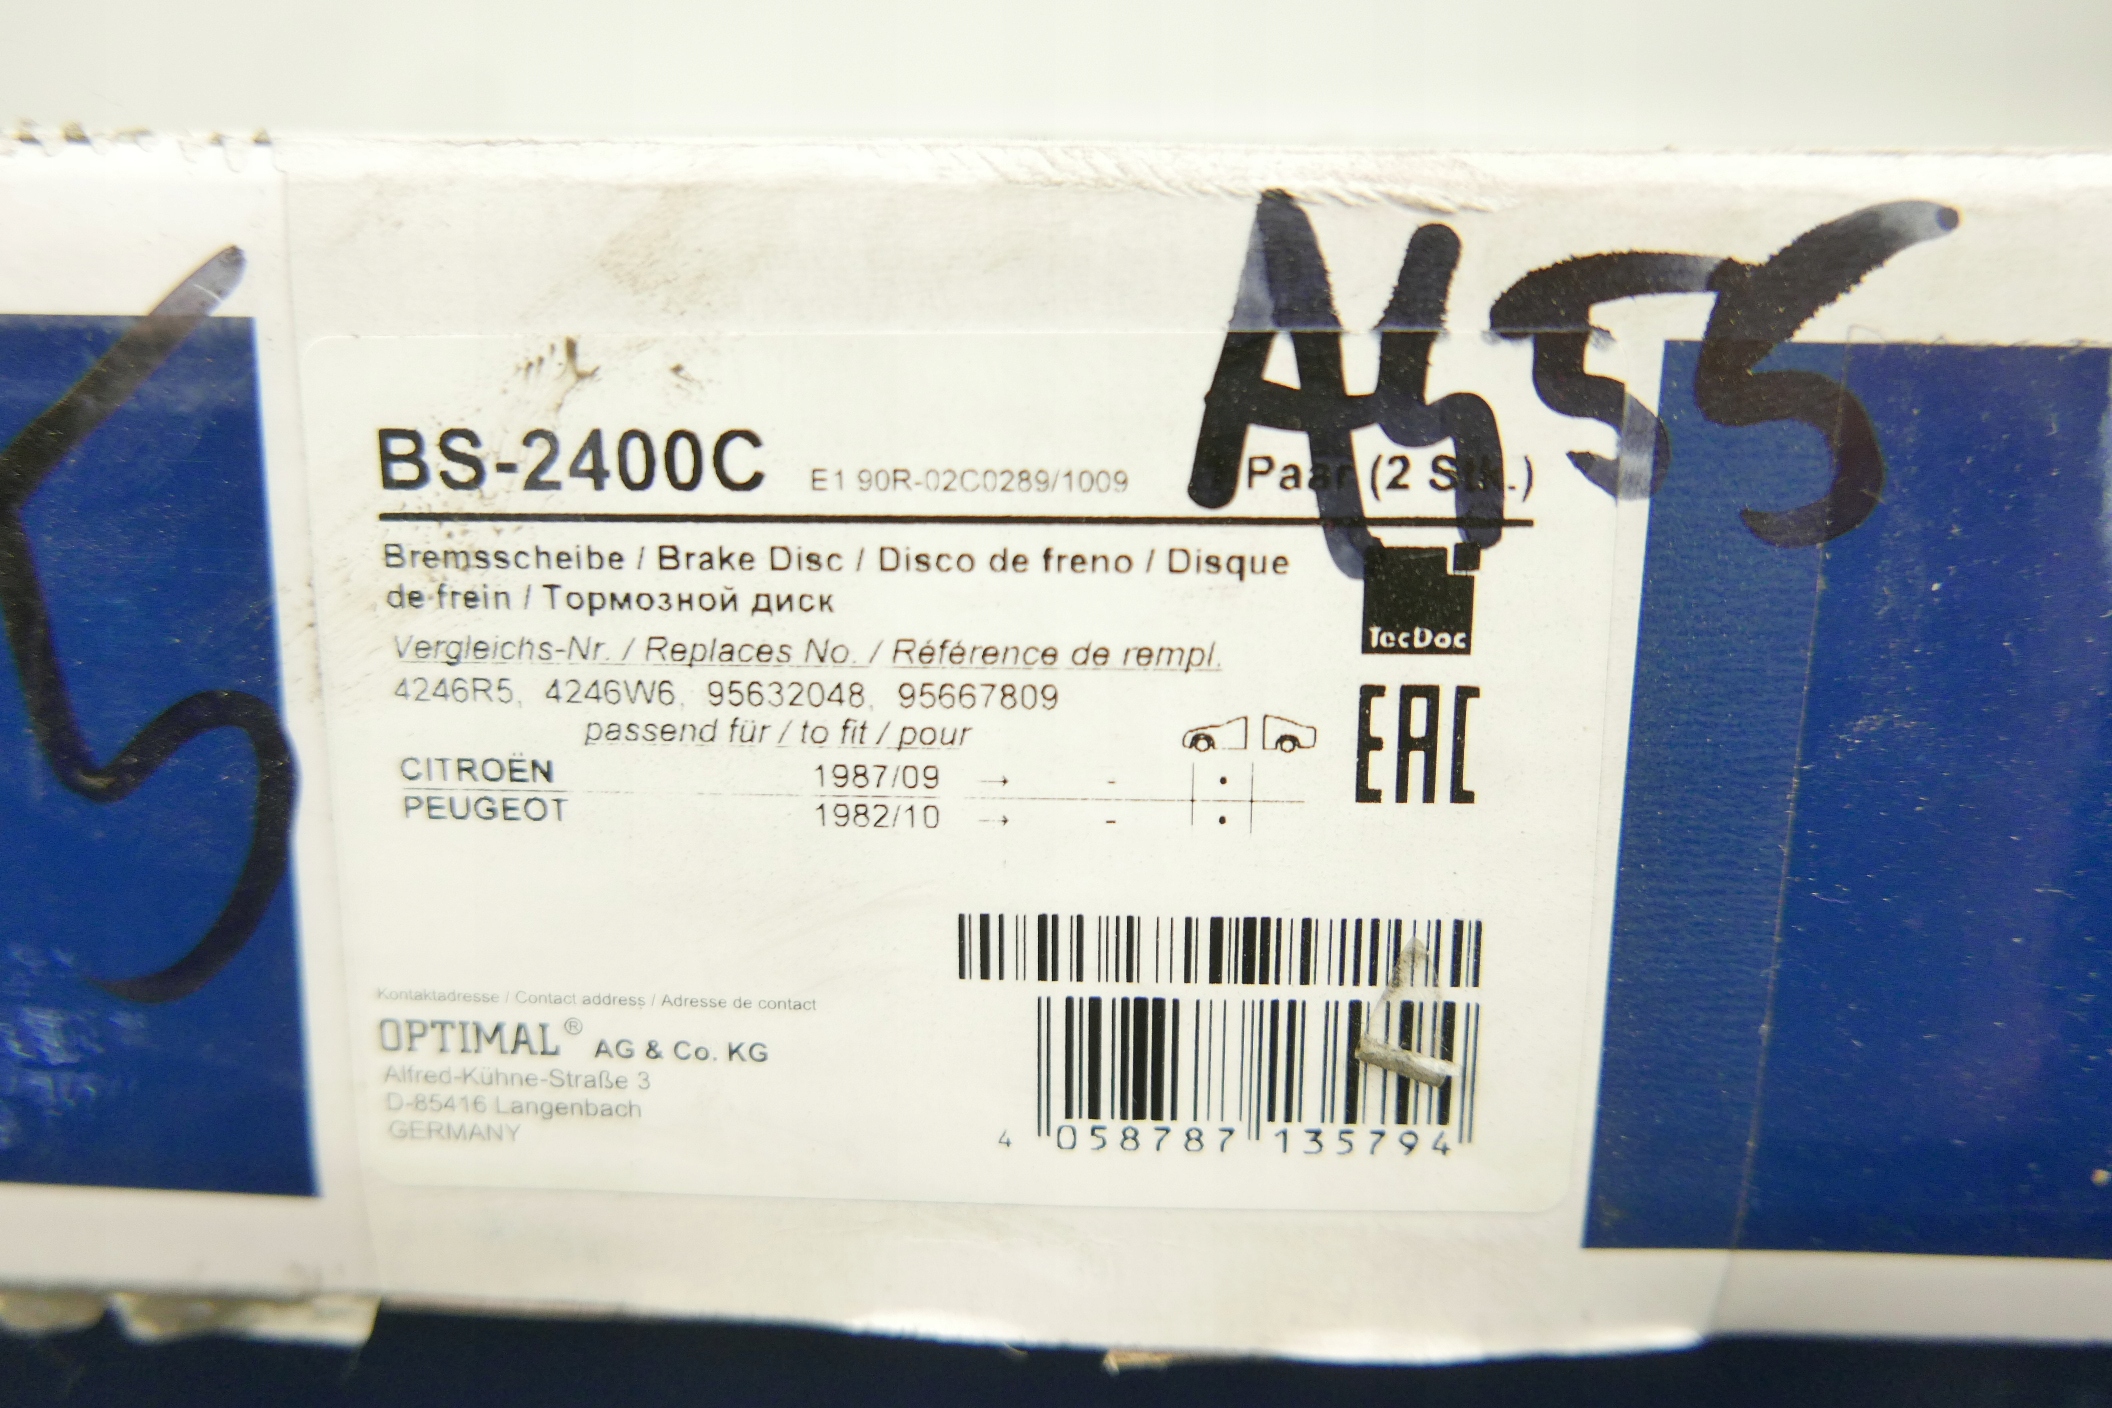 A455
BS-2400C E1 90R-02C0289/1009 Paar (2 Stk.)
Bremsscheibe / Brake Disc / Disco de freno / Disque
de frein / Тормозной диск
TecDoc
Vergleichs-Nr. / Replaces No. / Référence de rempl.
4246R5, 4246W6, 95632048, 95667809
EAC
passend für / to fit / pour
CITROËN 1987/09 → -
PEUGEOT 1982/10 → -
Kontaktadresse / Contact address / Adresse de contact
OPTIMAL® AG & Co. KG
Alfred-Kühne-Straße 3
D-85416 Langenbach
GERMANY
4 058787 135794